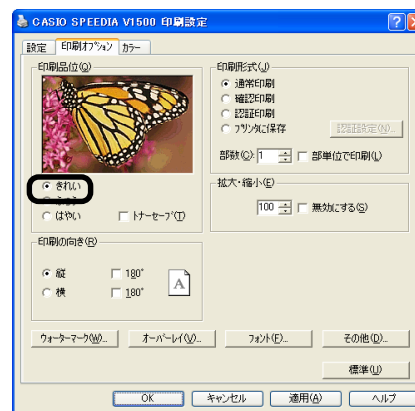 CASIO SPEEDIA V1500 印刷設定
設定 印刷オプション カラー
印刷品位(Q)
きれい
はやい
トナーセーブ(T)
印刷の向き(R)
縦 180°
横 180°
A
印刷形式(J)
通常印刷
確認印刷
認証印刷
プリンタに保存 認証設定(N)...
部数(C): 1 部単位で印刷(L)
拡大・縮小(E)
100 無効にする(S)
ウォーターマーク(W)... オーバーレイ(V)... フォント(F)... その他(D)...
標準(U)
OK キャンセル 適用(A) ヘルプ